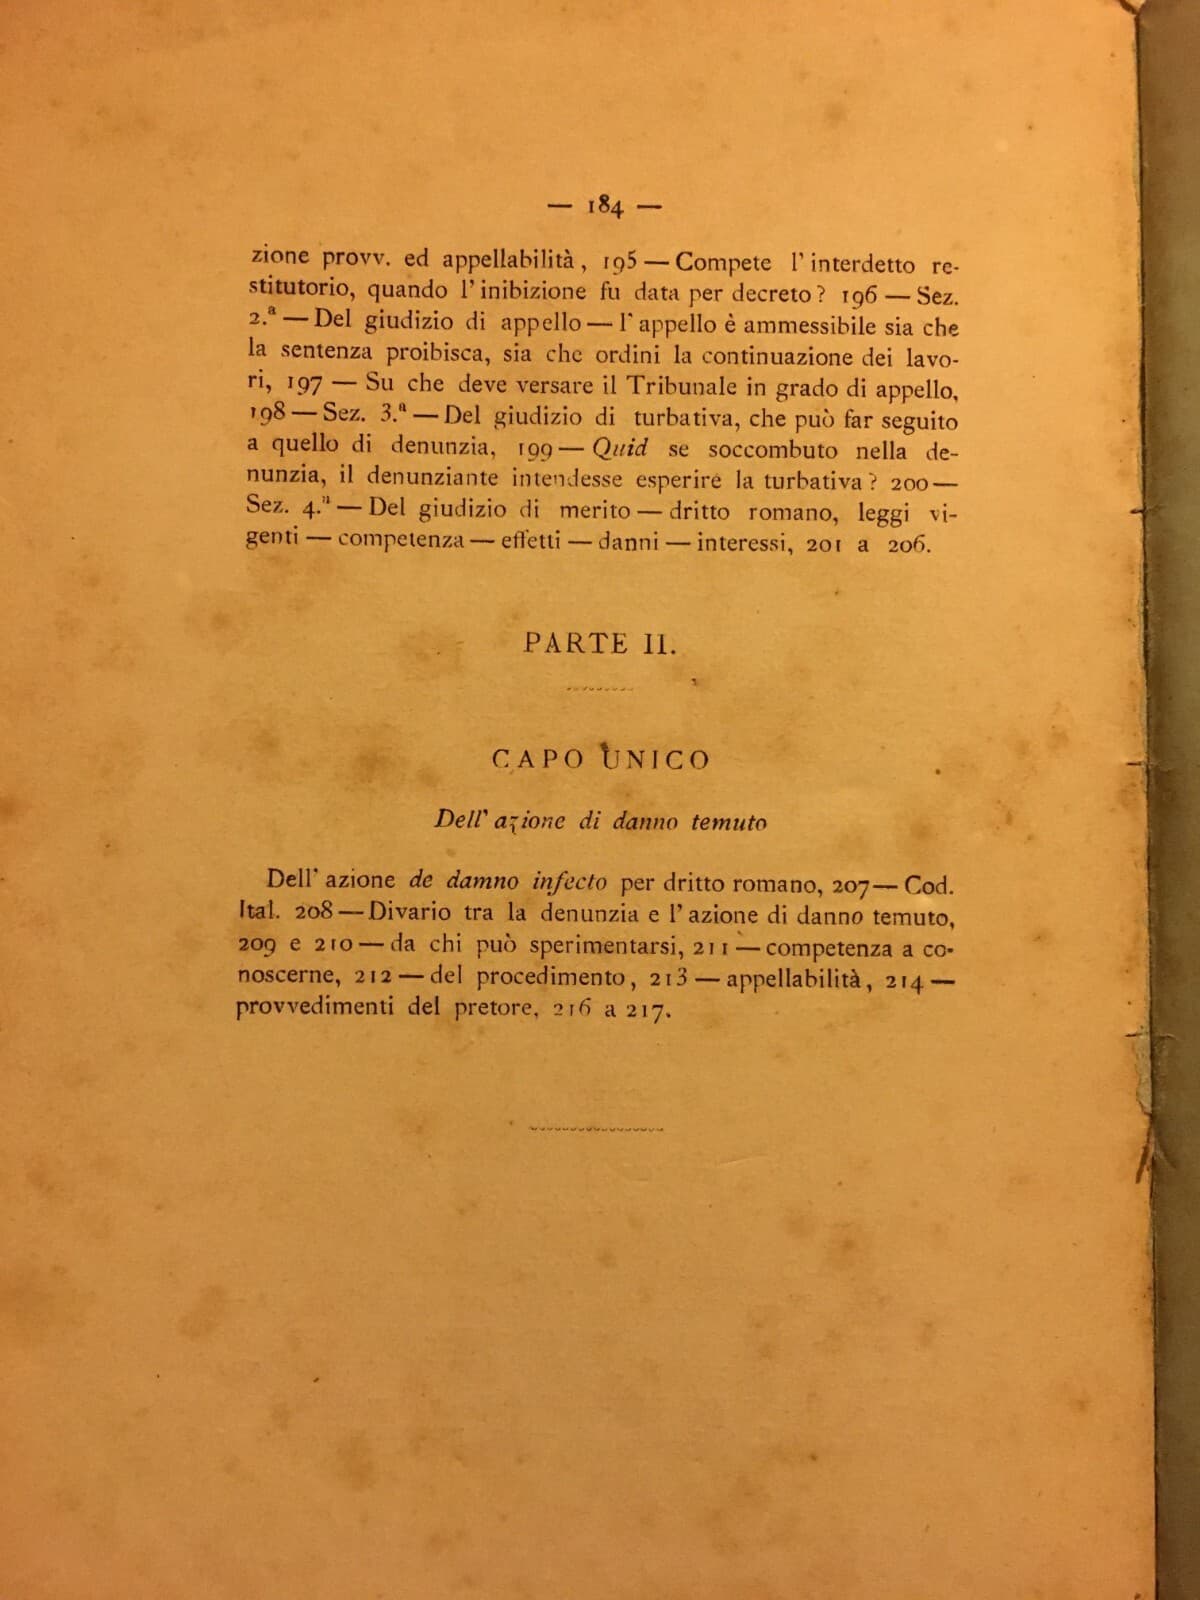 — 184 —
zione provv. ed appellabilità, 195 — Compete l'interdetto re-
stitutorio, quando l'inibizione fu data per decreto? 196 — Sez.
2.ª — Del giudizio di appello — l'appello è ammessibile sia che
la sentenza proibisca, sia che ordini la continuazione dei lavo-
ri, 197 — Su che deve versare il Tribunale in grado di appello,
198 — Sez. 3.ª — Del giudizio di turbativa, che può far seguito
a quello di denunzia, 199 — Quid se soccombuto nella de-
nunzia, il denunziante intendesse esperire la turbativa? 200 —
Sez. 4.ª — Del giudizio di merito — dritto romano, leggi vi-
genti — competenza — effetti — danni — interessi, 201 a 206.
PARTE II.
CAPO UNICO
Dell' azione di danno temuto
Dell' azione de damno infecto per dritto romano, 207 — Cod.
Ital. 208 — Divario tra la denunzia e l'azione di danno temuto,
209 e 210 — da chi può sperimentarsi, 211 — competenza a co-
noscerne, 212 — del procedimento, 213 — appellabilità, 214 —
provvedimenti del pretore, 216 a 217.